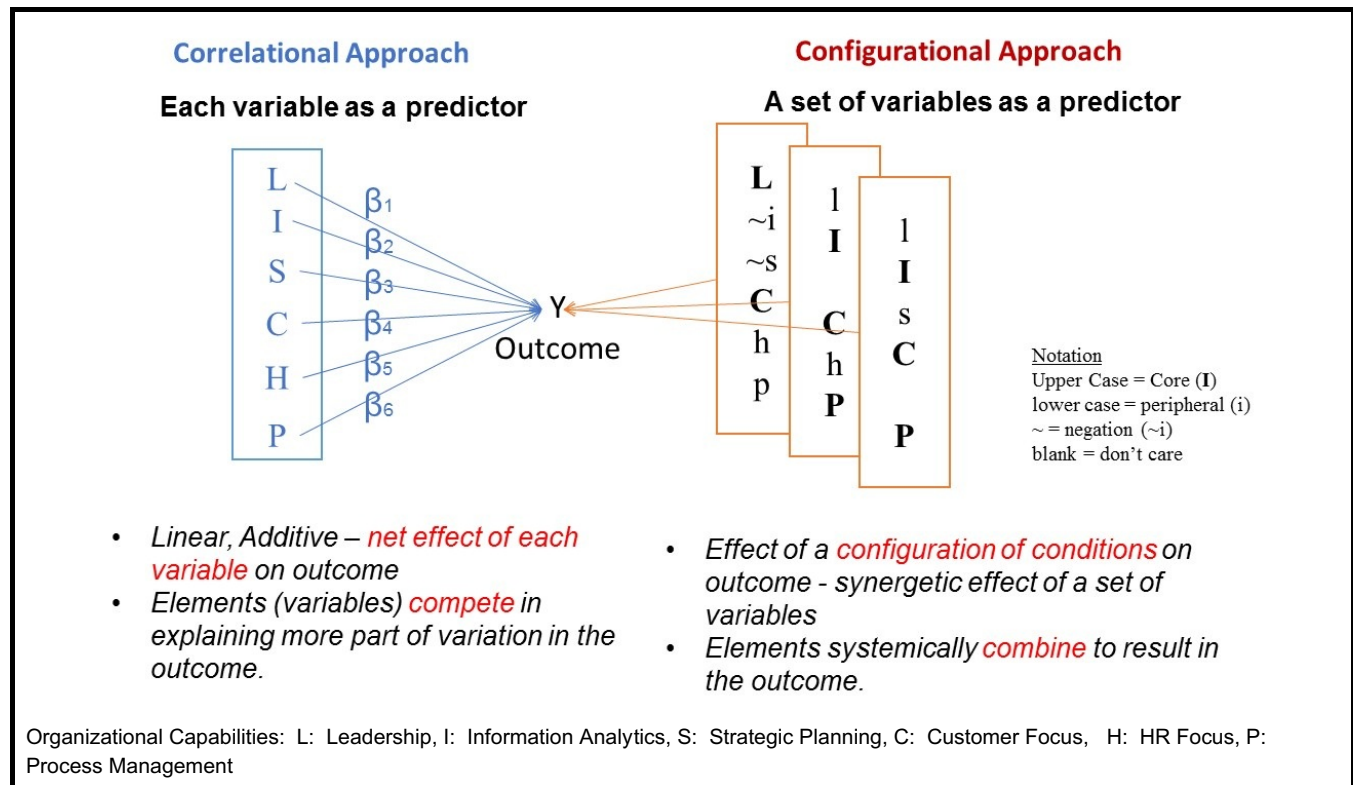 Correlational Approach
Each variable as a predictor
L
I
S
C
H
P
β1
β2
β3
β4
β5
β6
Y
Outcome
Configurational Approach
A set of variables as a predictor
L
~i
~s
C
h
p
l
I
C
h
P
l
I
s
C
P
Notation
Upper Case = Core (I)
lower case = peripheral (i)
~ = negation (~i)
blank = don't care
• Linear, Additive – net effect of each
variable on outcome
• Elements (variables) compete in
explaining more part of variation in the
outcome.
• Effect of a configuration of conditions on
outcome - synergetic effect of a set of
variables
• Elements systemically combine to result in
the outcome.
Organizational Capabilities: L: Leadership, I: Information Analytics, S: Strategic Planning, C: Customer Focus, H: HR Focus, P:
Process Management